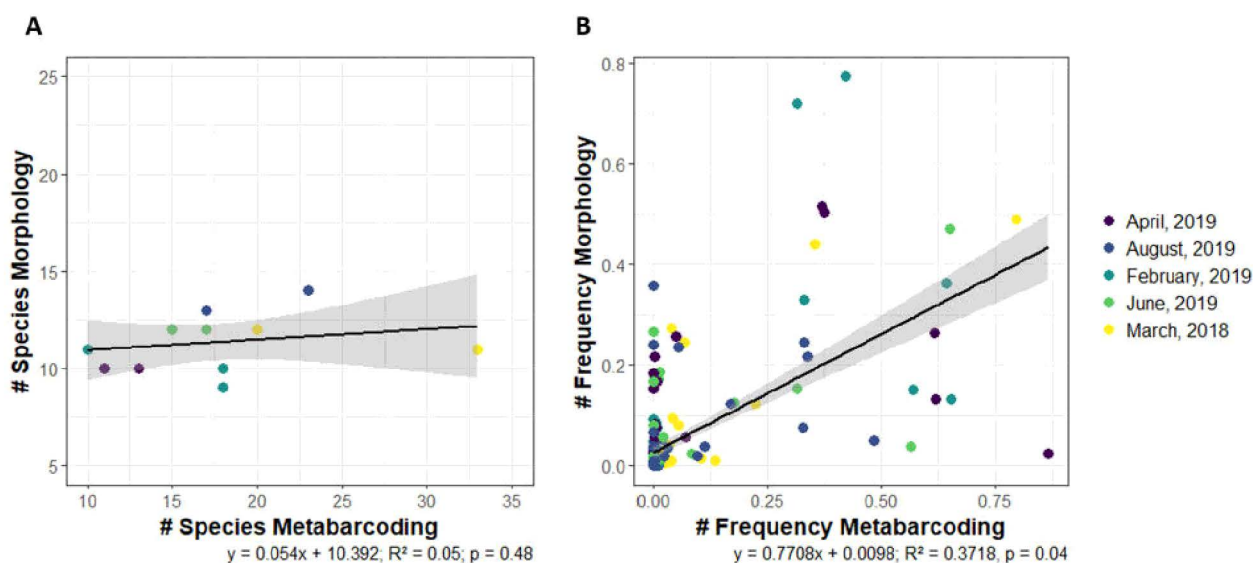 A
# Species Morphology
25
20
15
10
5
10 15 20 25 30 35
# Species Metabarcoding
y = 0.054x + 10.392; R² = 0.05; p = 0.48
B
# Frequency Morphology
0.8
0.6
0.4
0.2
0.0
0.00 0.25 0.50 0.75
# Frequency Metabarcoding
y = 0.7708x + 0.0098; R² = 0.3718, p = 0.04
April, 2019
August, 2019
February, 2019
June, 2019
March, 2018